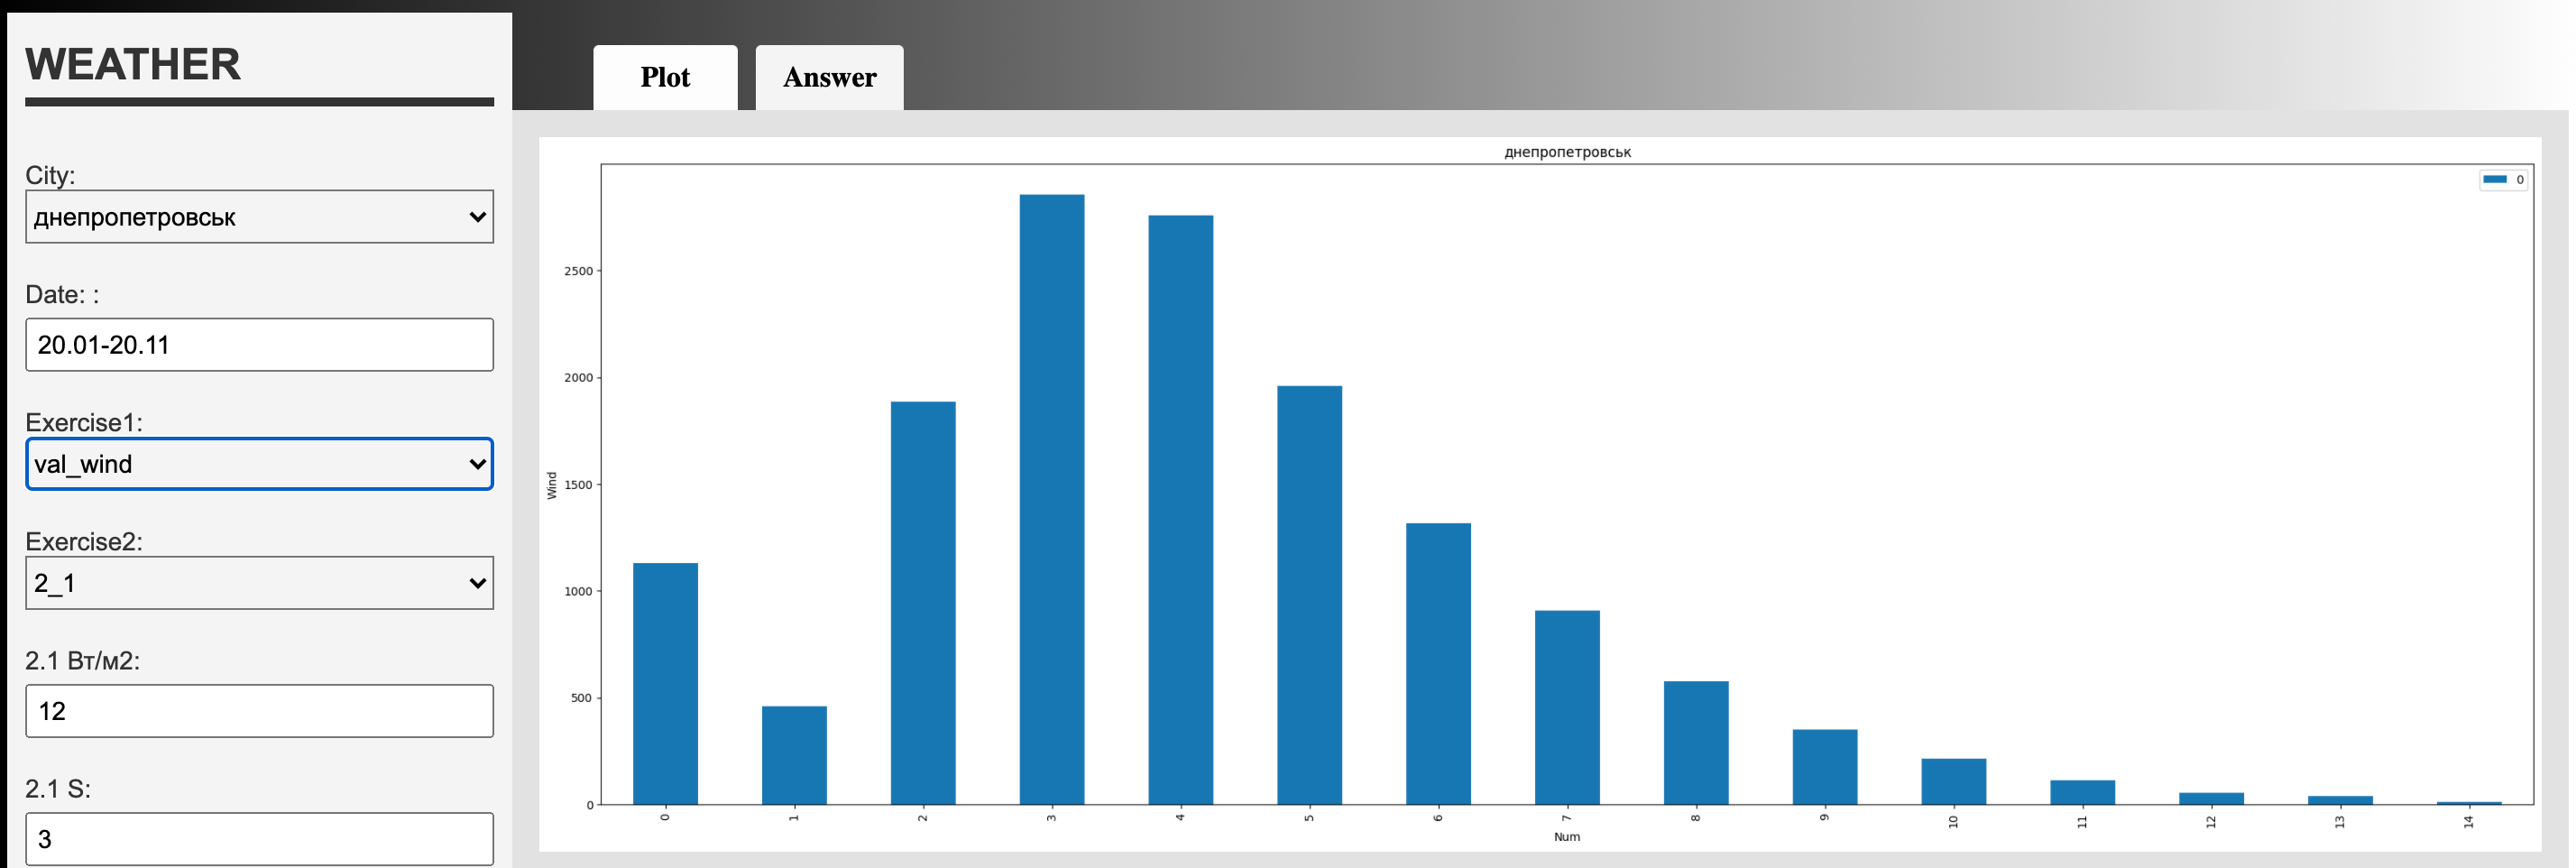 WEATHER
City:
днепропетровськ
Date: :
20.01-20.11
Exercise1:
val_wind
Exercise2:
2_1
2.1 Вт/м2:
12
2.1 S:
3
Plot
Answer
днепропетровськ
0
2500
2000
1500
1000
500
0
Wind
0 1 2 3 4 5 6 7 8 9 10 11 12 13 14
Num